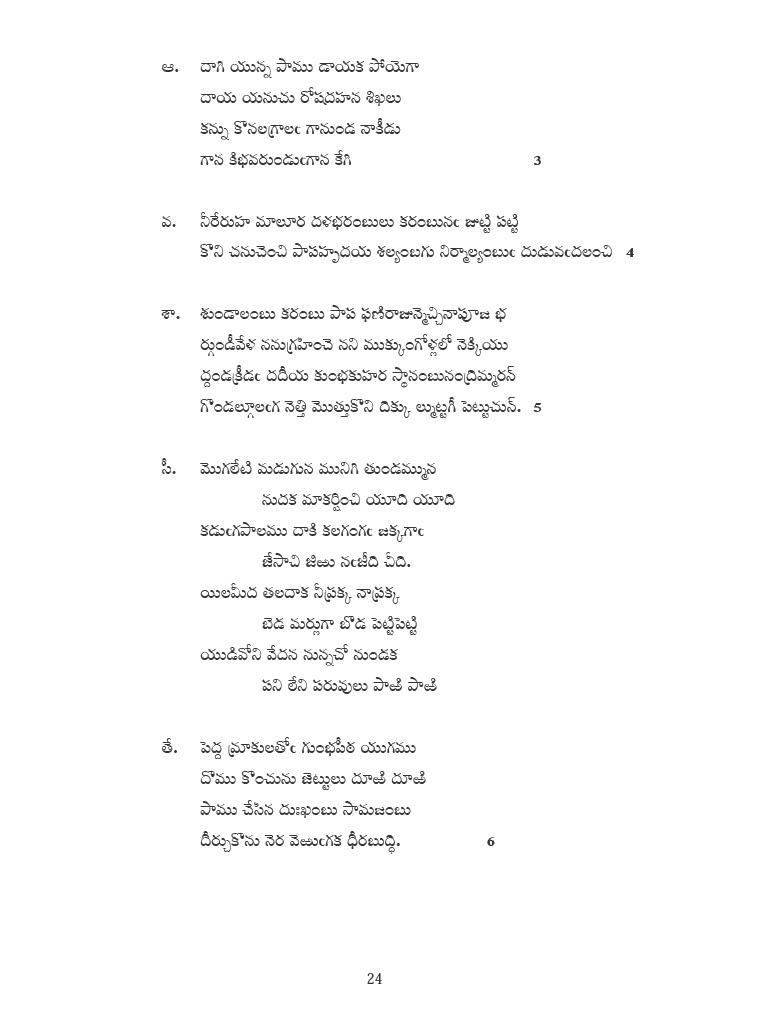 ఆ. దాగి యున్న పాము డాయక పోయెగా
దాయ యనుచు రోషదహన శిఖలు
కన్ను కొనలగ్రాలఁ గానుండ నాకీడు
గాన కిభవరుండుఁగాన కేగి 3
వ. నీరేరుహ మాలూర దళభరంబులు కరంబునఁ జుట్టి పట్టి
కొని చనుచెంచి పాపహృదయ శల్యంబగు నిర్మాల్యంబుఁ దుడువఁదలంచి 4
శా. శుండాలంబు కరంబు పాప ఫణిరాజున్మెచ్చినాపూజ భ
ర్గుండీవేళ ననుగ్రహించె నని ముక్కుంగోళ్లలో నెక్కియు
ద్దండక్రీడఁ దదీయ కుంభకుహర స్థానంబునంద్రిమ్మరన్
గొండల్గూలఁగ నెత్తి మొత్తుకొని దిక్కు ల్ముట్టగీ పెట్టుచున్. 5
సీ. మొగలేటి మడుగున మునిగి తుండమ్మున
నుదక మాకర్షించి యూది యూది
కడుఁగపాలము దాకి కలగంగఁ జక్కగాఁ
జేసాచి జిఱు నఁజీది చీది.
యిలమీద తలదాక నీప్రక్క నాప్రక్క
బెడ మర్లుగా బొడ పెట్టిపెట్టి
యుడివోని వేదన నున్నచో నుండక
పని లేని పరువులు పాఱి పాఱి
తే. పెద్ద మ్రాకులతోఁ గుంభపీఠ యుగము
దొము కొంచును జెట్టులు దూఱి దూఱి
పాము చేసిన దుఃఖంబు సామజంబు
దీర్చుకొను నెర వెఱుఁగక ధీరబుద్ధి. 6
24